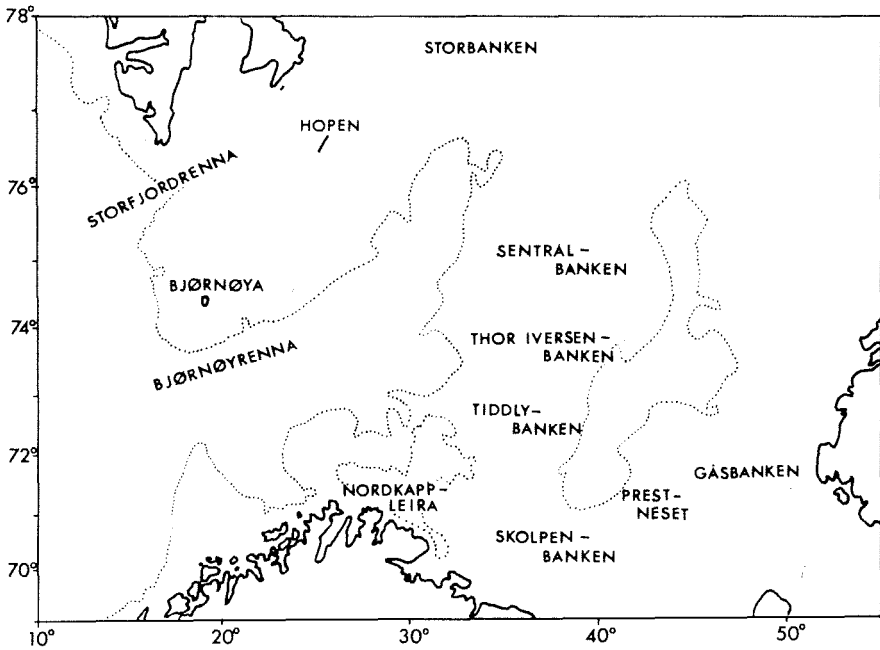 78°
STORBANKEN
HOPEN
76°
STORFJORDRENNA
SENTRAL –
BANKEN
BJØRNØYA
74°
THOR IVERSEN –
BANKEN
BJØRNØYRENNA
TIDDLY–
BANKEN
72°
GÅSBANKEN
NORDKAPP–
LEIRA
PREST–
NESET
SKOLPEN –
BANKEN
70°
10°
20°
30°
40°
50°